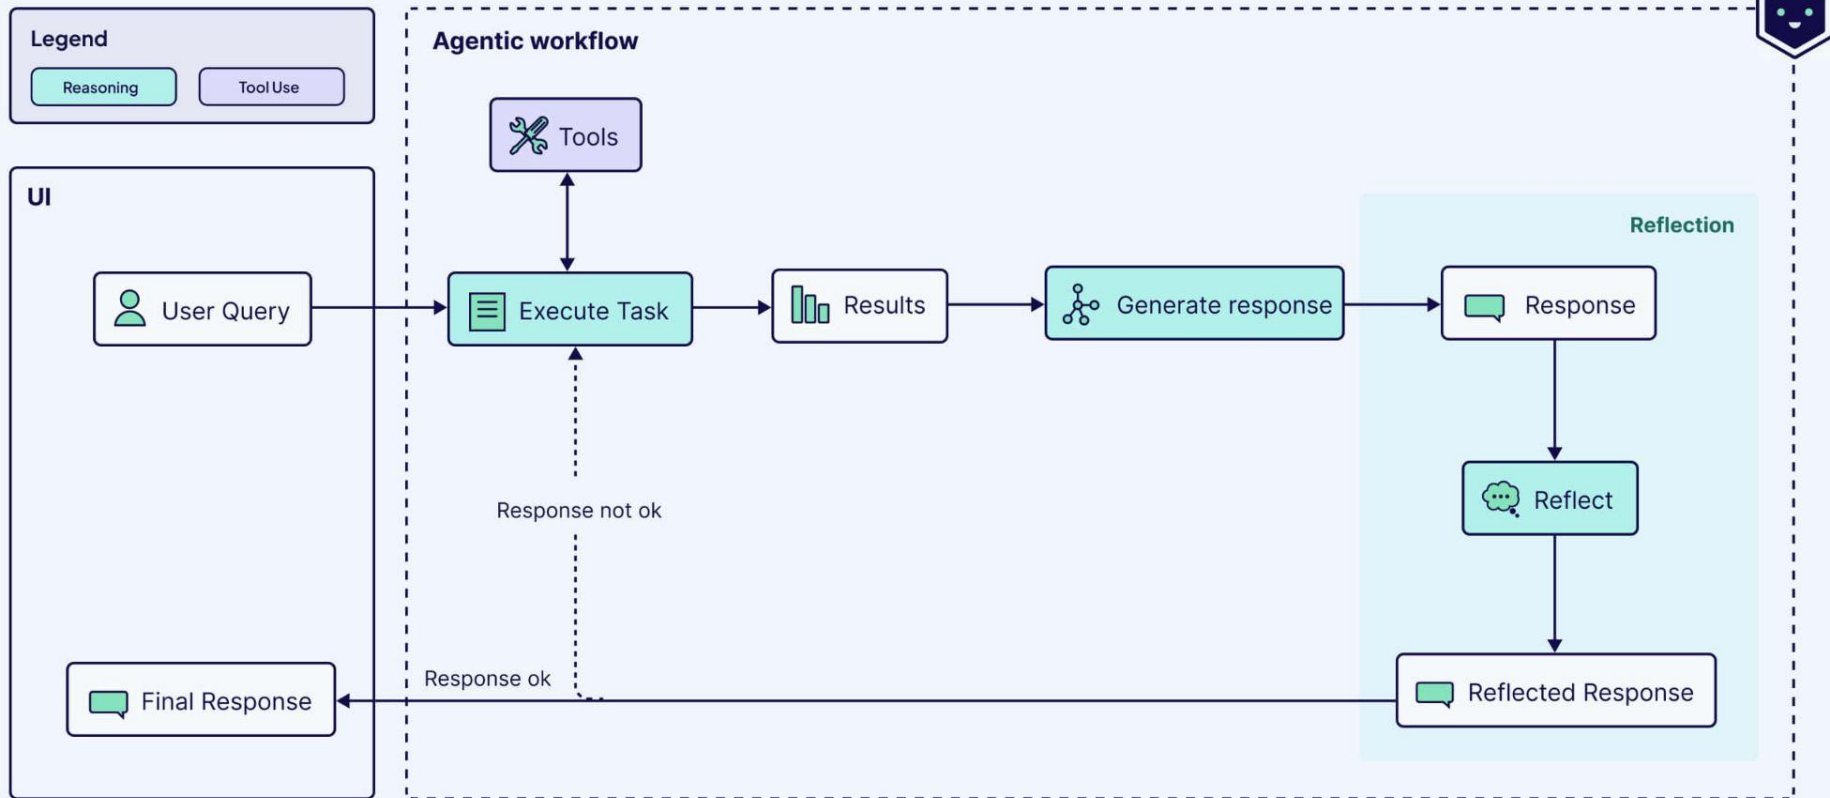 Legend
Reasoning
Tool Use
Agentic workflow
Tools
UI
Reflection
User Query
Execute Task
Results
Generate response
Response
Response not ok
Reflect
Response ok
Final Response
Reflected Response